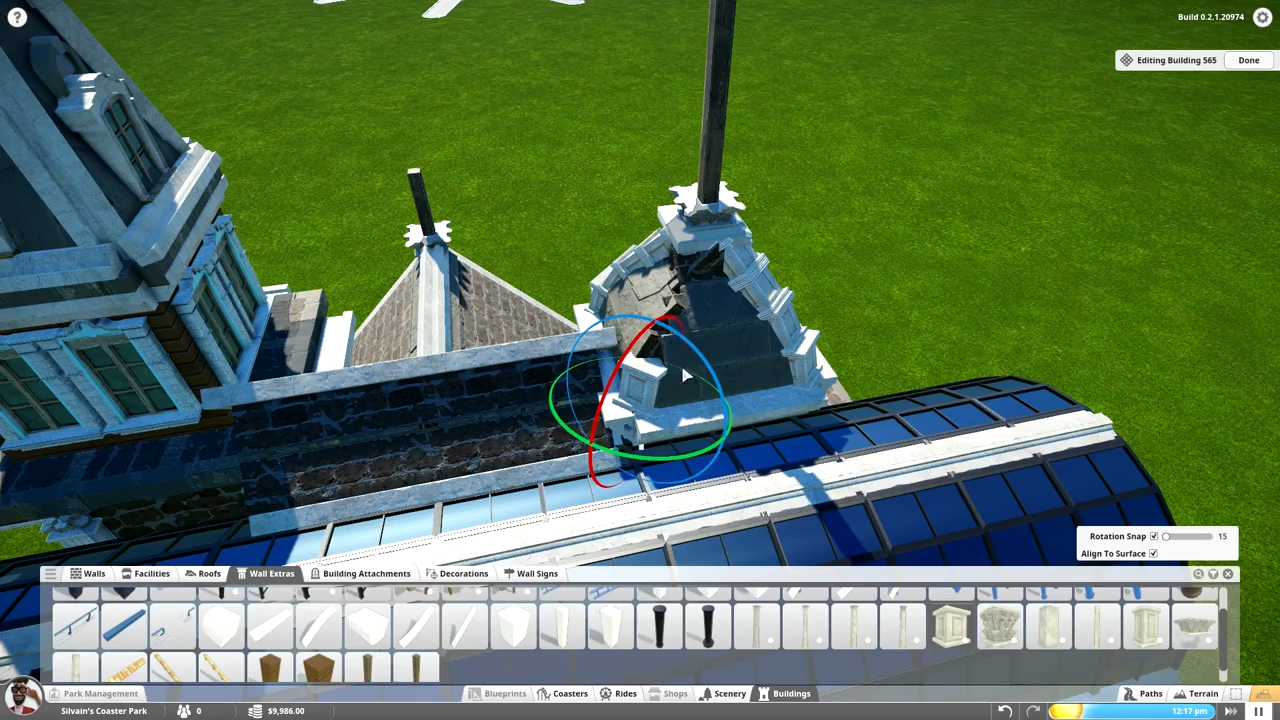 ?
Build 0.2.1.20974
Editing Building 565
Done
Rotation Snap
15
Align To Surface
Walls
Facilities
Roofs
Wall Extras
Building Attachments
Decorations
Wall Signs
Park Management
Blueprints
Coasters
Rides
Shops
Scenery
Buildings
Paths
Terrain
Silvain's Coaster Park
0
$9,986.00
12:17 pm